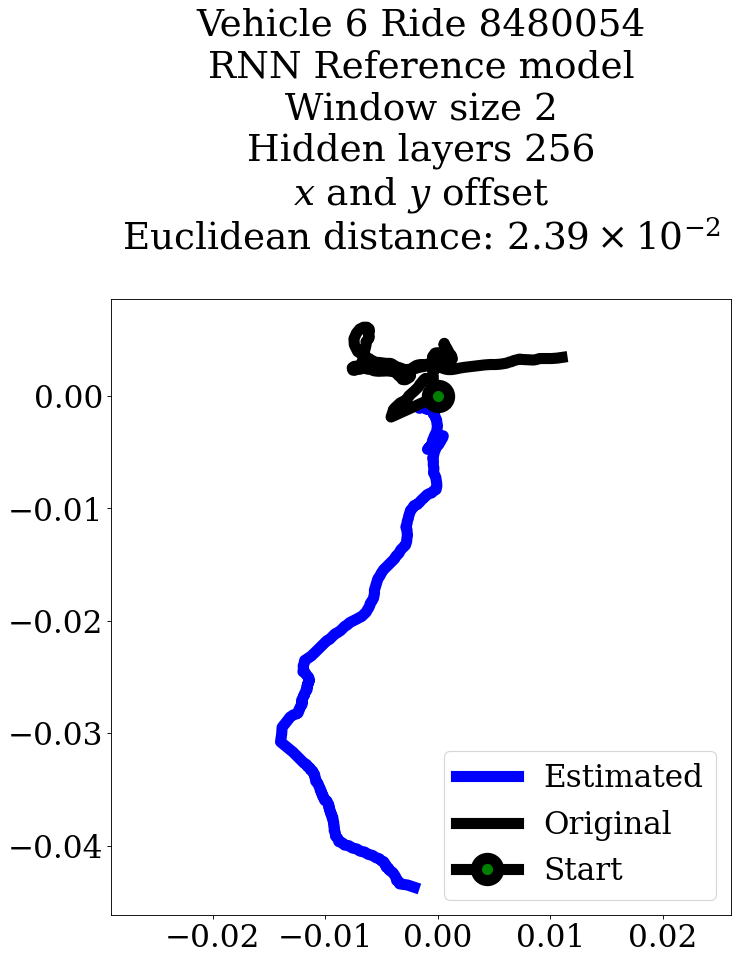 Vehicle 6 Ride 8480054
RNN Reference model
Window size 2
Hidden layers 256
x and y offset
Euclidean distance: 2.39 × 10⁻²
0.00
−0.01
−0.02
−0.03
−0.04
Estimated
Original
Start
−0.02 −0.01 0.00 0.01 0.02